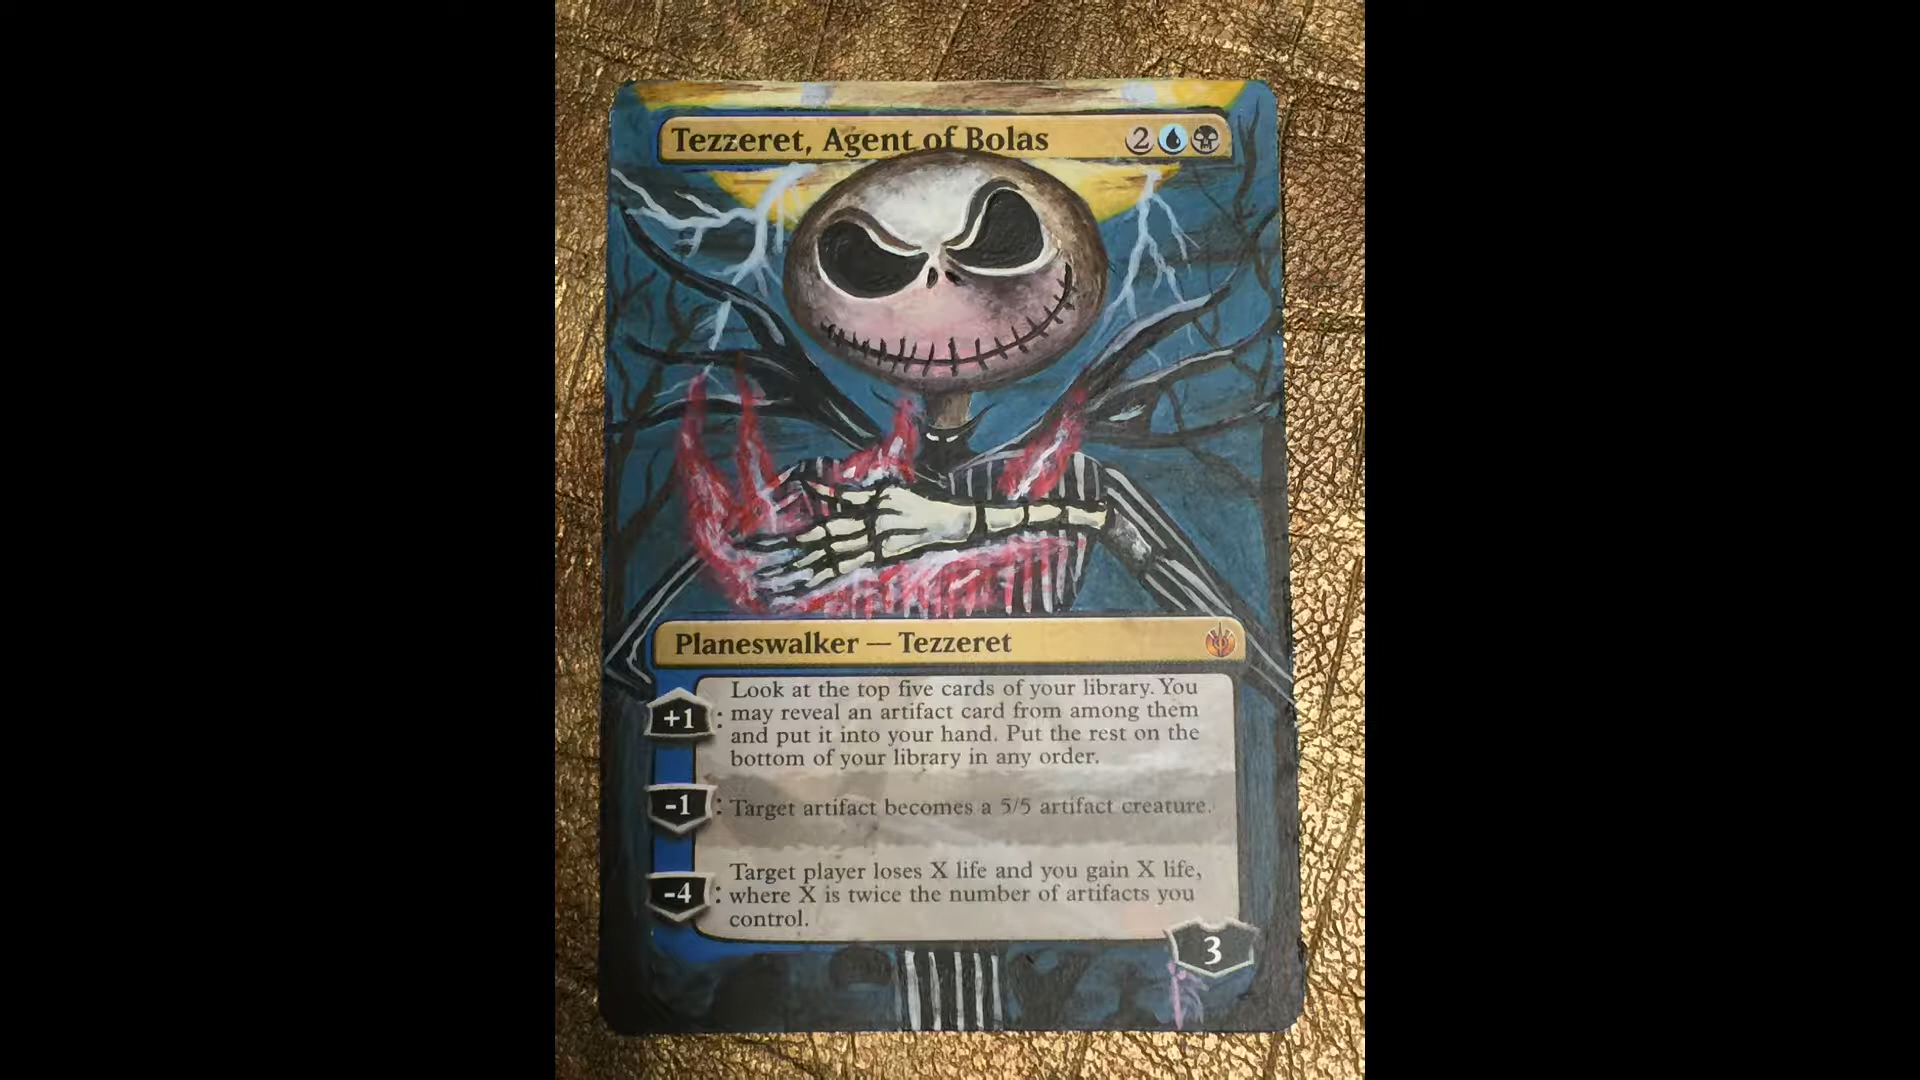 Tezzeret, Agent of Bolas 2
Planeswalker — Tezzeret
Look at the top five cards of your library. You
+1 : may reveal an artifact card from among them
and put it into your hand. Put the rest on the
bottom of your library in any order.
-1 : Target artifact becomes a 5/5 artifact creature.
Target player loses X life and you gain X life,
-4 : where X is twice the number of artifacts you
control.
3